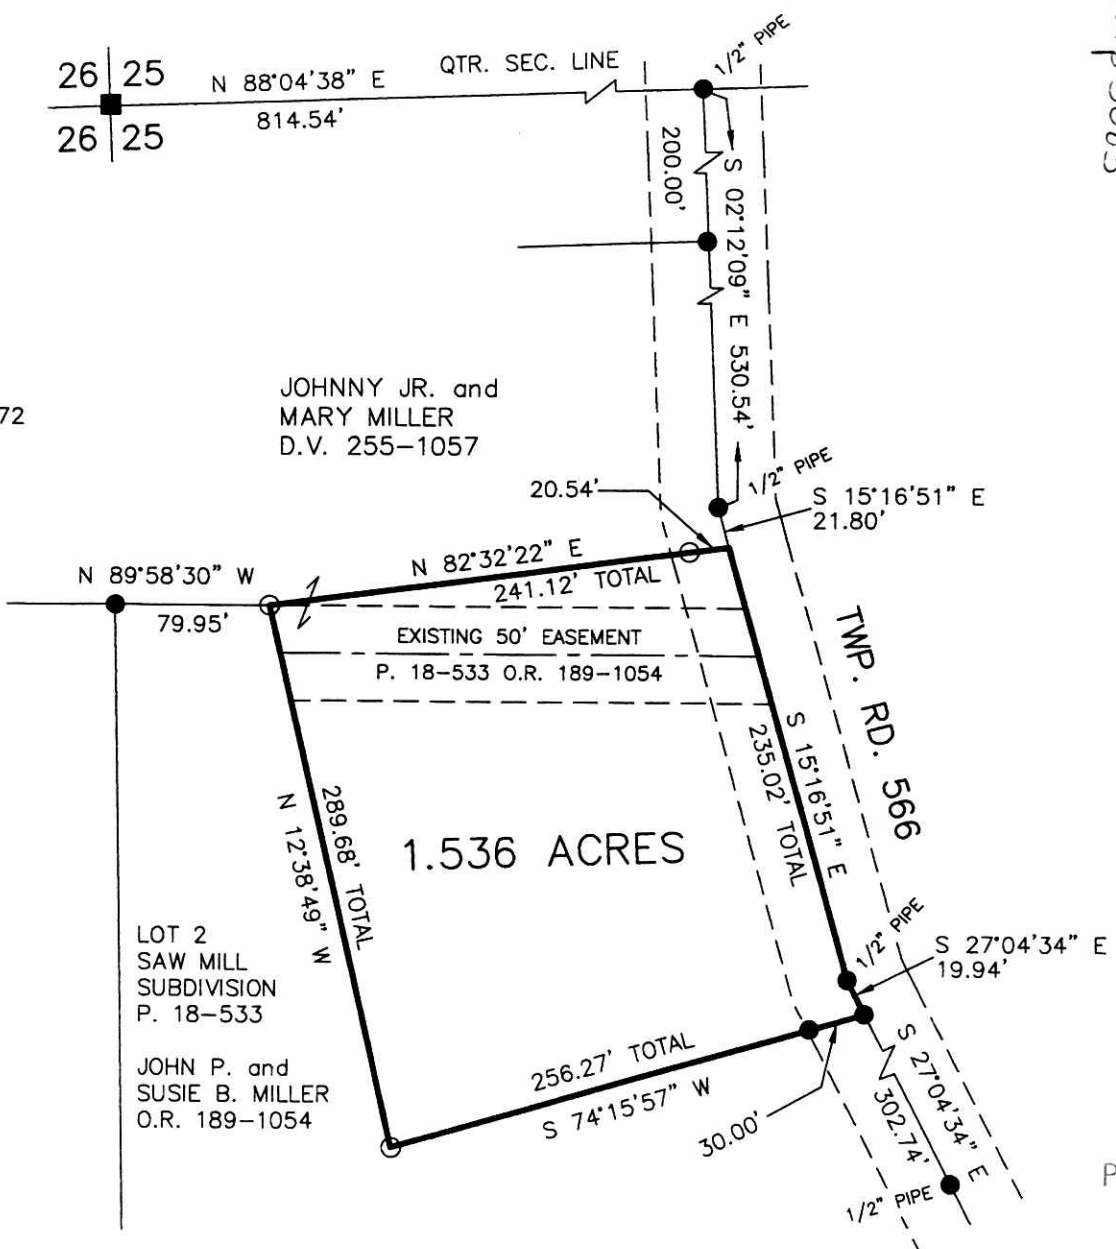 26 25
N 88°04'38" E
QTR. SEC. LINE
1/2" PIPE
26 25
814.54'
200.00'
S 02°12'09" E 530.54'
JOHNNY JR. and
MARY MILLER
D.V. 255-1057
72
1/2" PIPE
20.54'
S 15°16'51" E
21.80'
N 89°58'30" W
79.95'
N 82°32'22" E
241.12' TOTAL
EXISTING 50' EASEMENT
P. 18-533 O.R. 189-1054
TWP. RD. 566
S 15°16'51" E
235.02' TOTAL
289.68' TOTAL
N 12°38'49" W
1.536 ACRES
LOT 2
SAW MILL
SUBDIVISION
P. 18-533
JOHN P. and
SUSIE B. MILLER
O.R. 189-1054
1/2" PIPE
S 27°04'34" E
19.94'
256.27' TOTAL
S 74°15'57" W
30.00'
S 27°04'34" E
302.74'
1/2" PIPE
P